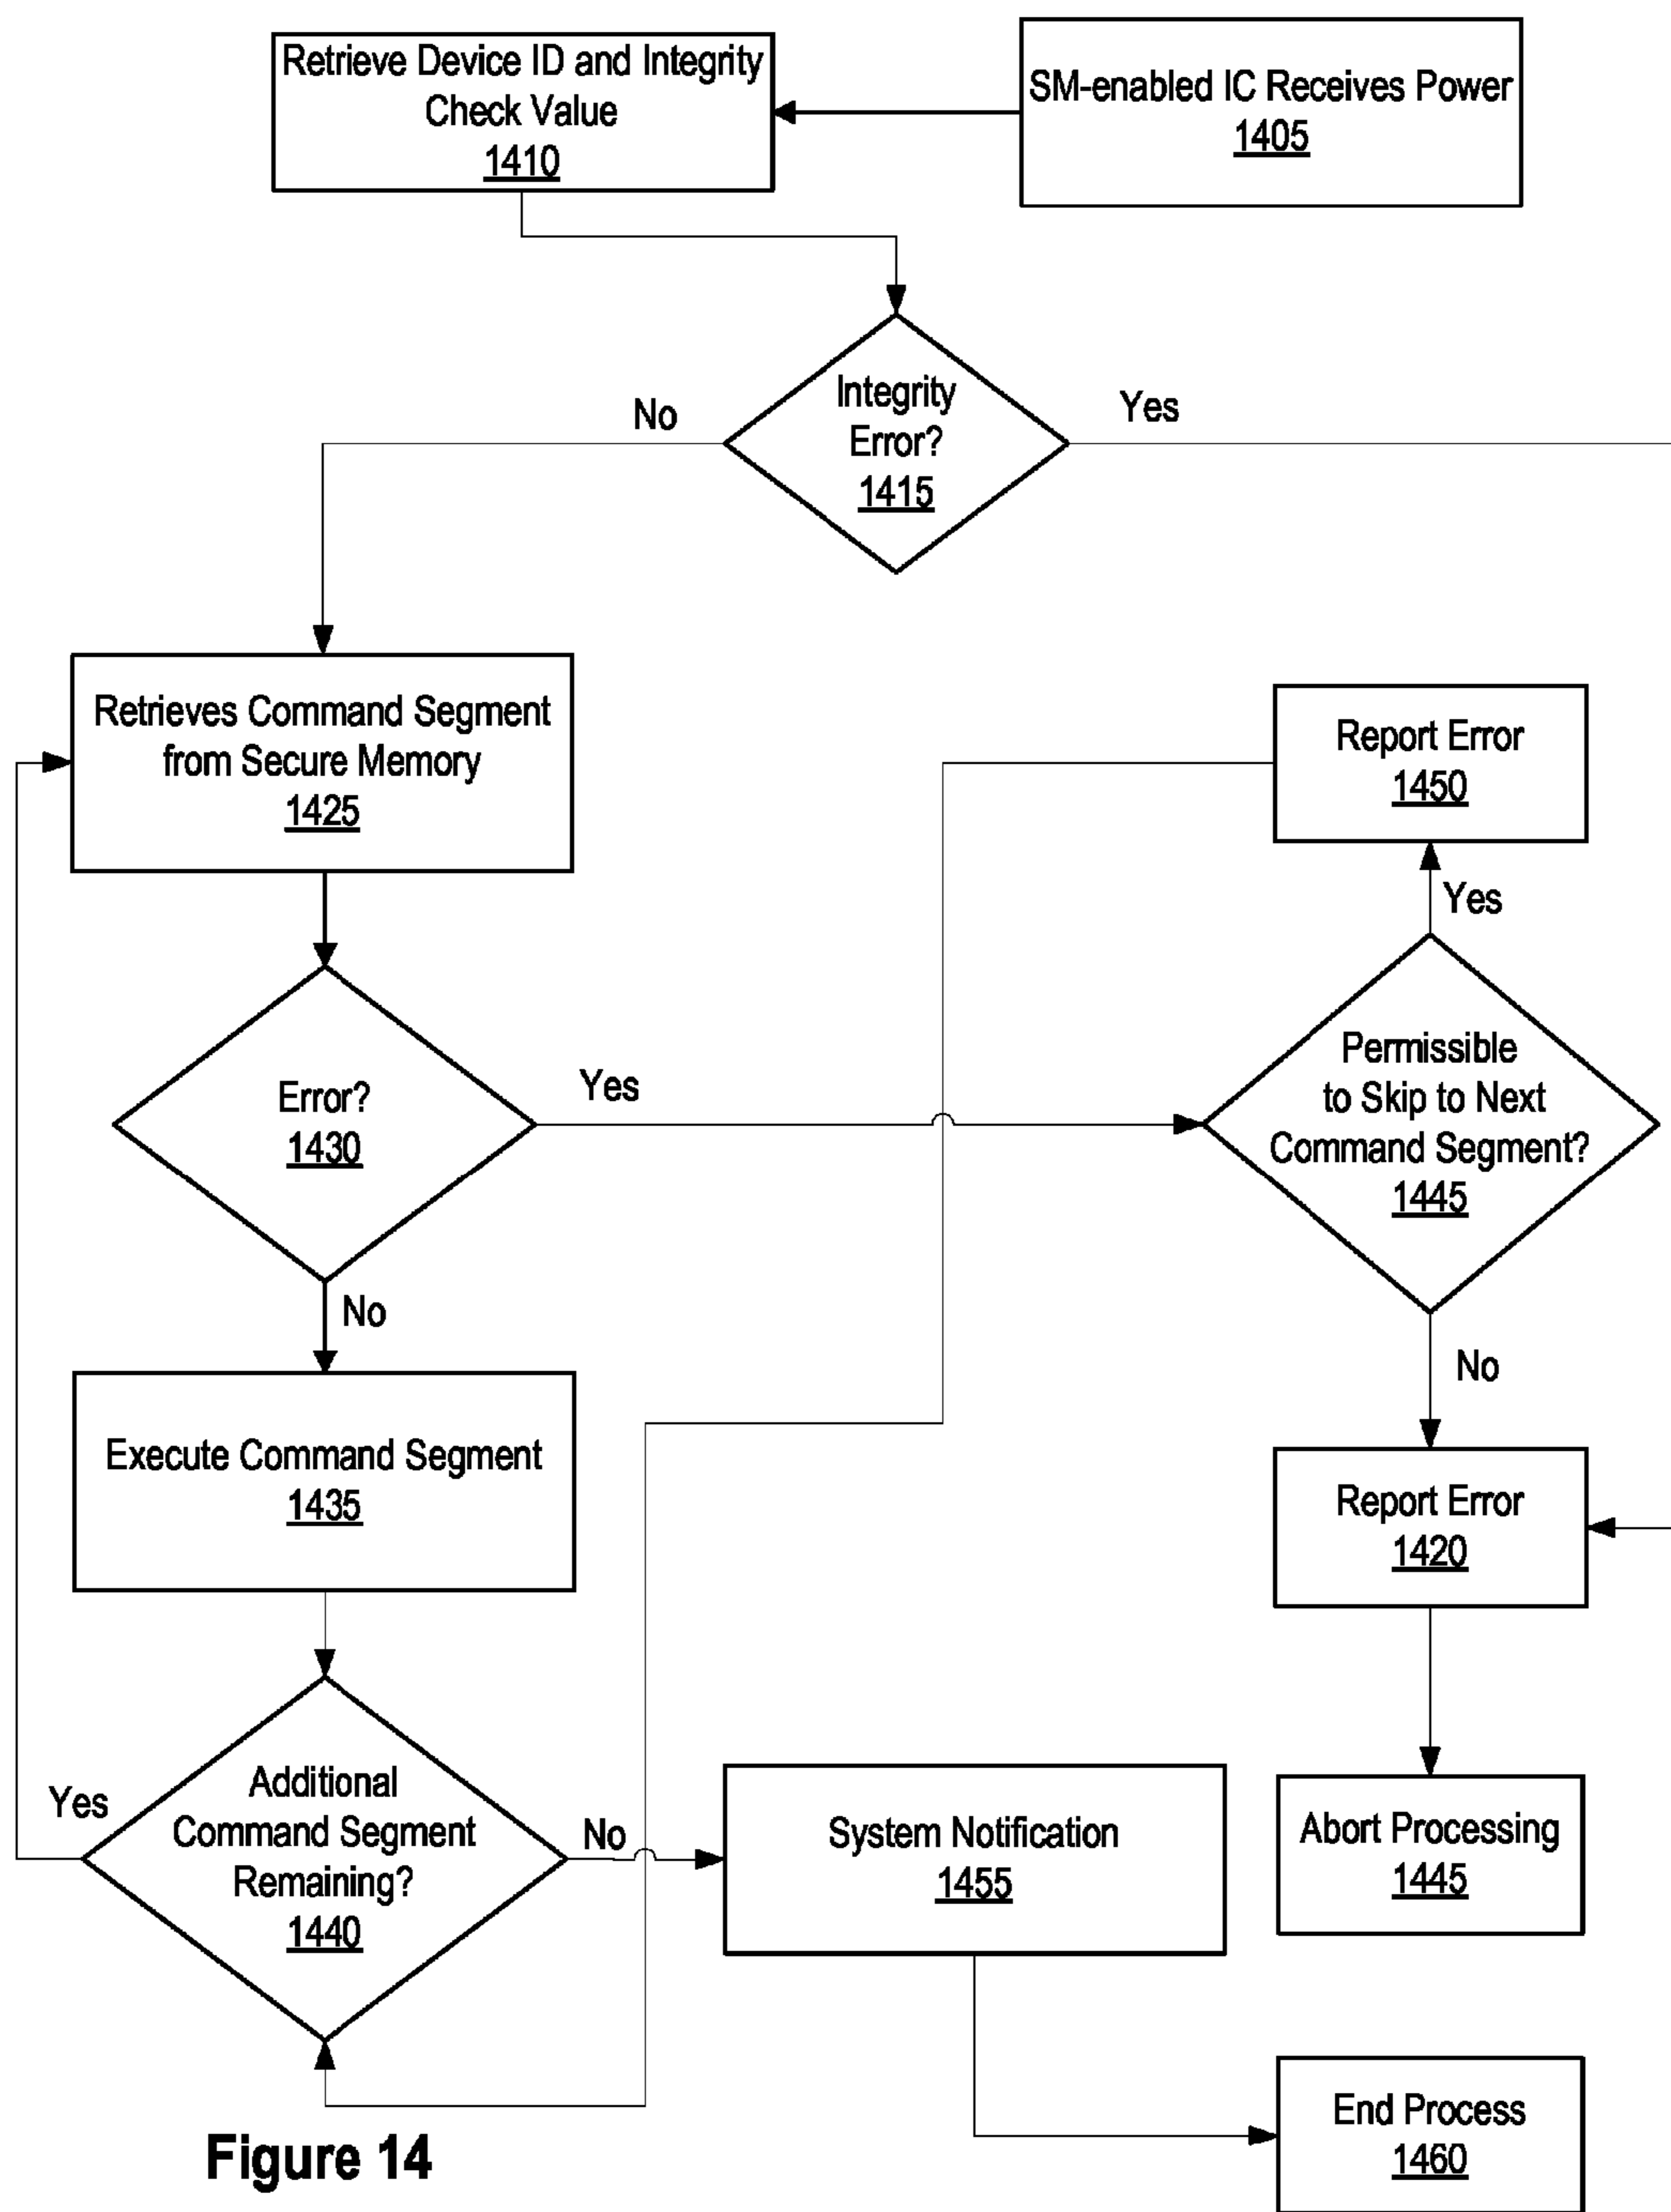 Retrieve Device ID and Integrity
Check Value
1410
SM-enabled IC Receives Power
1405
Integrity
Error?
1415
No
Yes
Retrieves Command Segment
from Secure Memory
1425
Report Error
1450
Yes
Error?
1430
Yes
No
Permissible
to Skip to Next
Command Segment?
1445
No
Execute Command Segment
1435
Report Error
1420
Additional
Command Segment
Remaining?
1440
Yes
No
System Notification
1455
Abort Processing
1445
End Process
1460
Figure 14